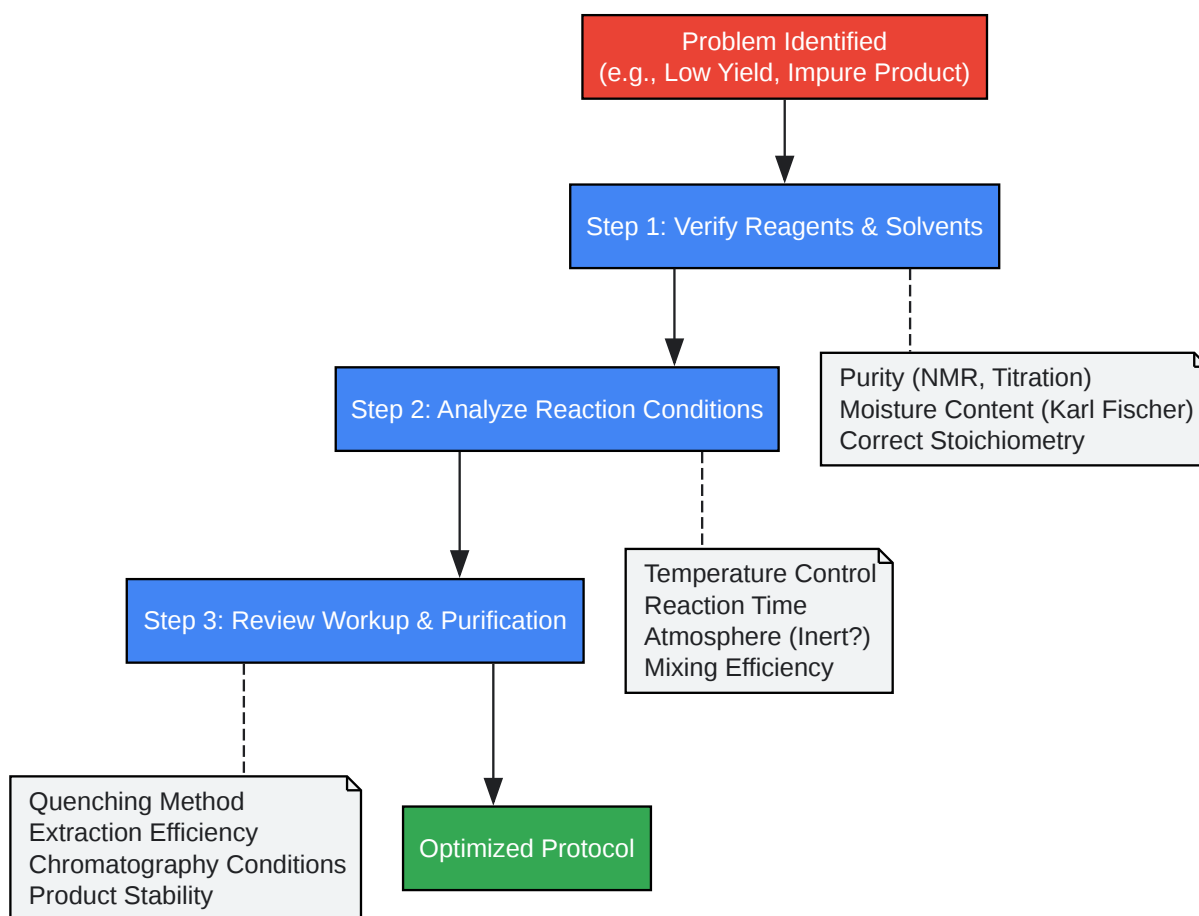 Problem Identified
(e.g., Low Yield, Impure Product)
Step 1: Verify Reagents & Solvents
Purity (NMR, Titration)
Moisture Content (Karl Fischer)
Correct Stoichiometry
Step 2: Analyze Reaction Conditions
Temperature Control
Reaction Time
Atmosphere (Inert?)
Mixing Efficiency
Step 3: Review Workup & Purification
Quenching Method
Extraction Efficiency
Chromatography Conditions
Product Stability
Optimized Protocol